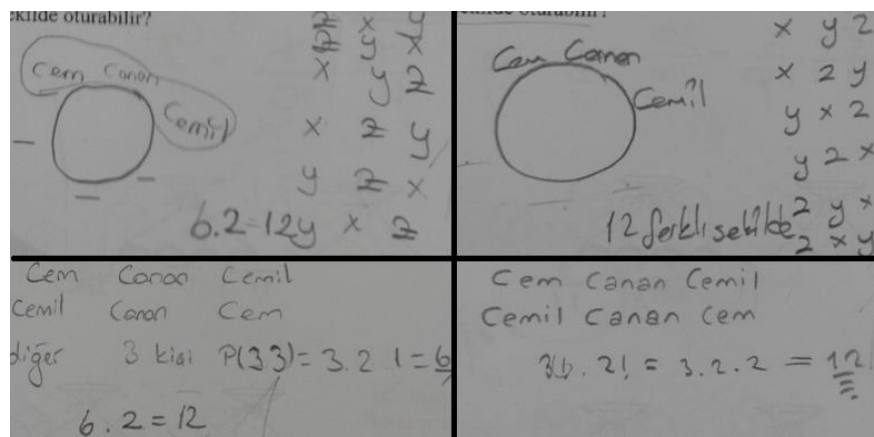 ekilde oturabilir?
Cem Canan
Cemil
z x y
z y x
x y z
x z y
y z x
6.2=12 y x z
Cem Canan
Cemil
x y z
x z y
y x z
y z x
z y x
12 farklı şekilde z x y
Cem Canan Cemil
Cemil Canan Cem
diğer 3 kişi P(33)= 3.2 1=6
6.2=12
Cem Canan Cemil
Cemil Canan Cem
3!.2! = 3.2.2 = 12